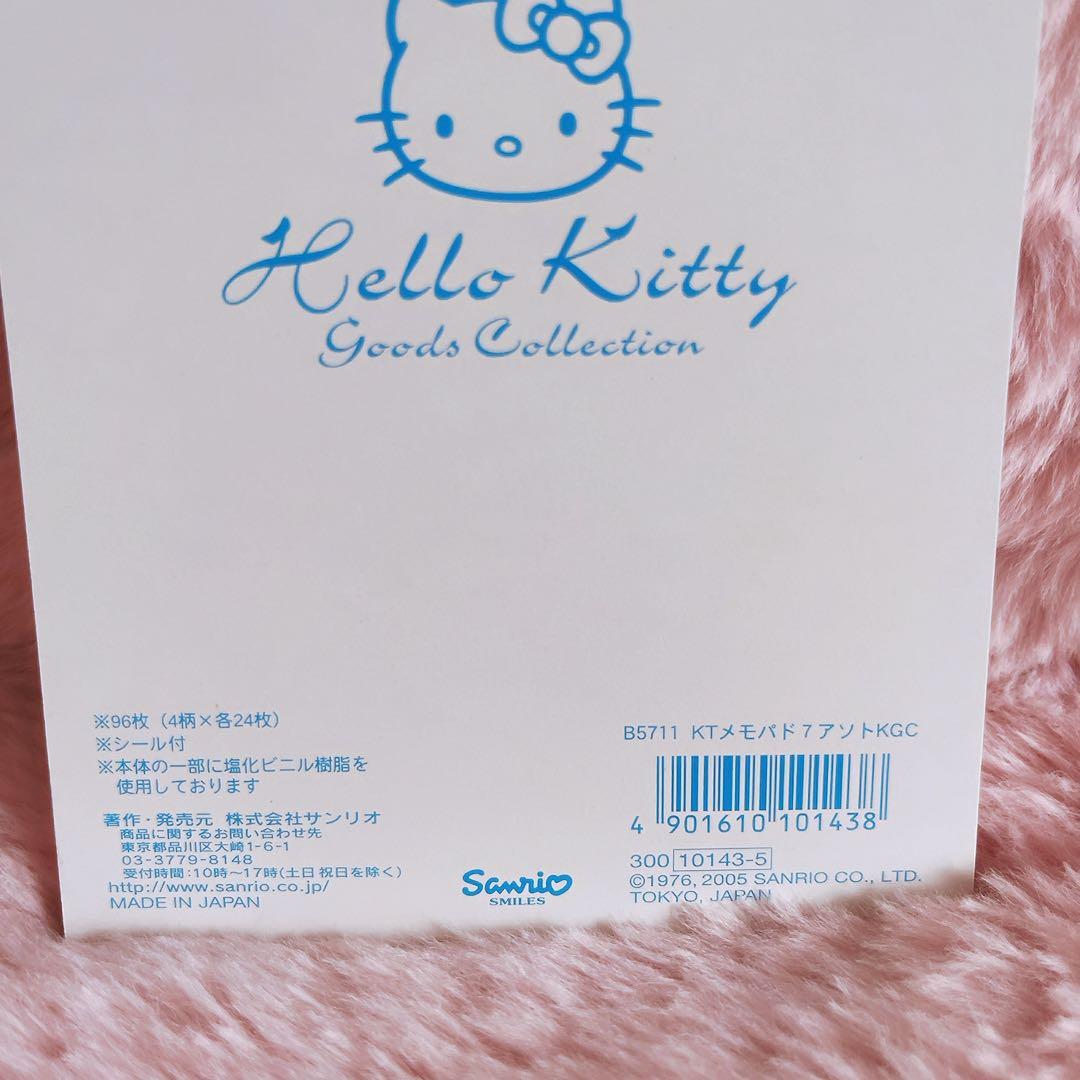 Hello Kitty
Goods Collection
※96枚（4柄×各24枚）
※シール付
※本体の一部に塩化ビニル樹脂を
使用しております
著作・発売元 株式会社サンリオ
商品に関するお問い合わせ先
東京都品川区大崎1-6-1
03-3779-8148
受付時間：10時〜17時(土日祝日を除く)
http://www.sanrio.co.jp/
MADE IN JAPAN
Sanrio
SMILES
B5711 KTメモパド7アソトKGC
4 901610 101438
300 10143-5
©1976, 2005 SANRIO CO., LTD.
TOKYO, JAPAN